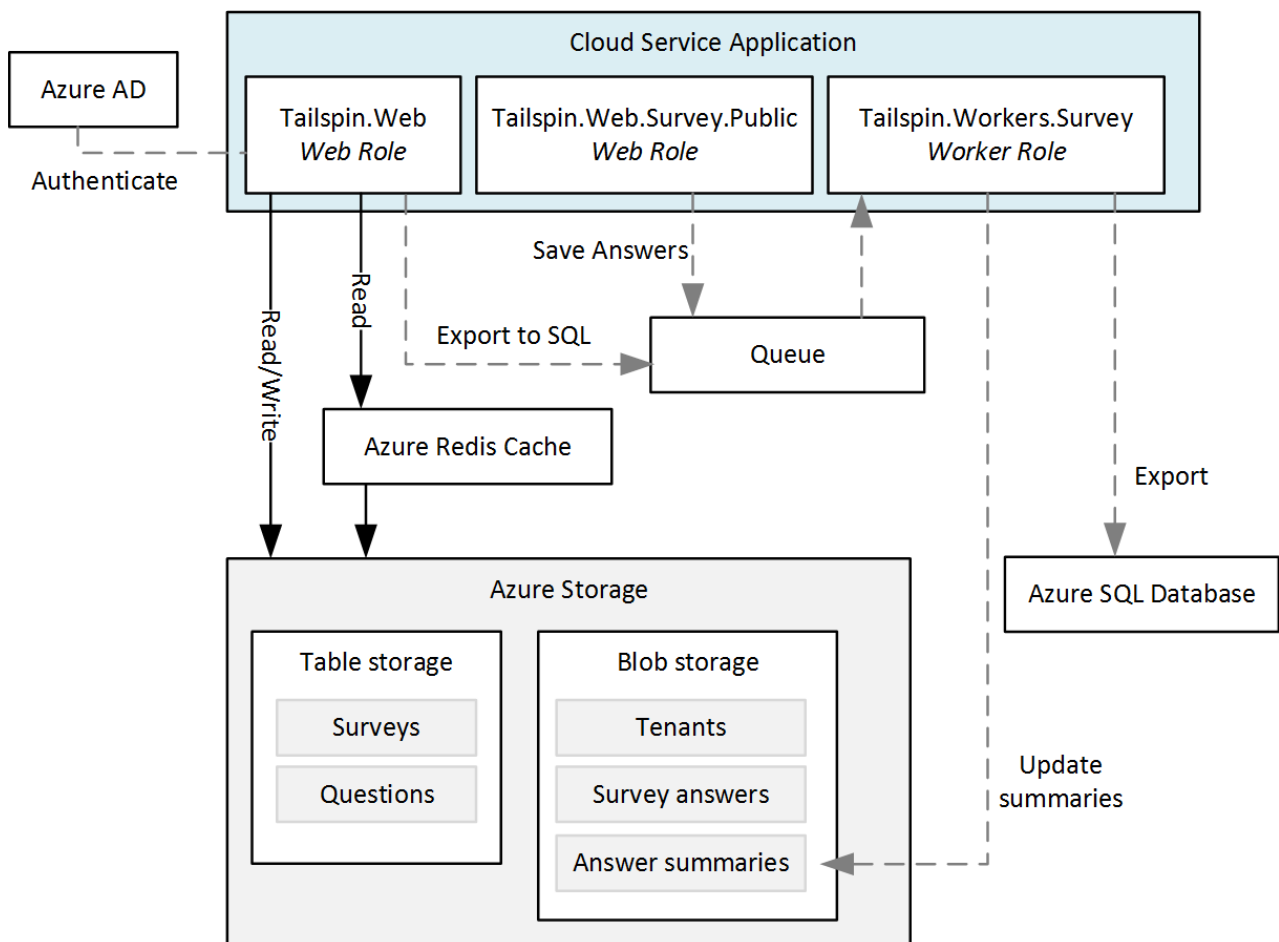 Cloud Service Application
Azure AD
Tailspin.Web
Web Role
Tailspin.Web.Survey.Public
Web Role
Tailspin.Workers.Survey
Worker Role
Authenticate
Save Answers
Read/Write
Read
Export to SQL
Queue
Azure Redis Cache
Export
Azure Storage
Azure SQL Database
Table storage
Surveys
Questions
Blob storage
Tenants
Survey answers
Answer summaries
Update
summaries